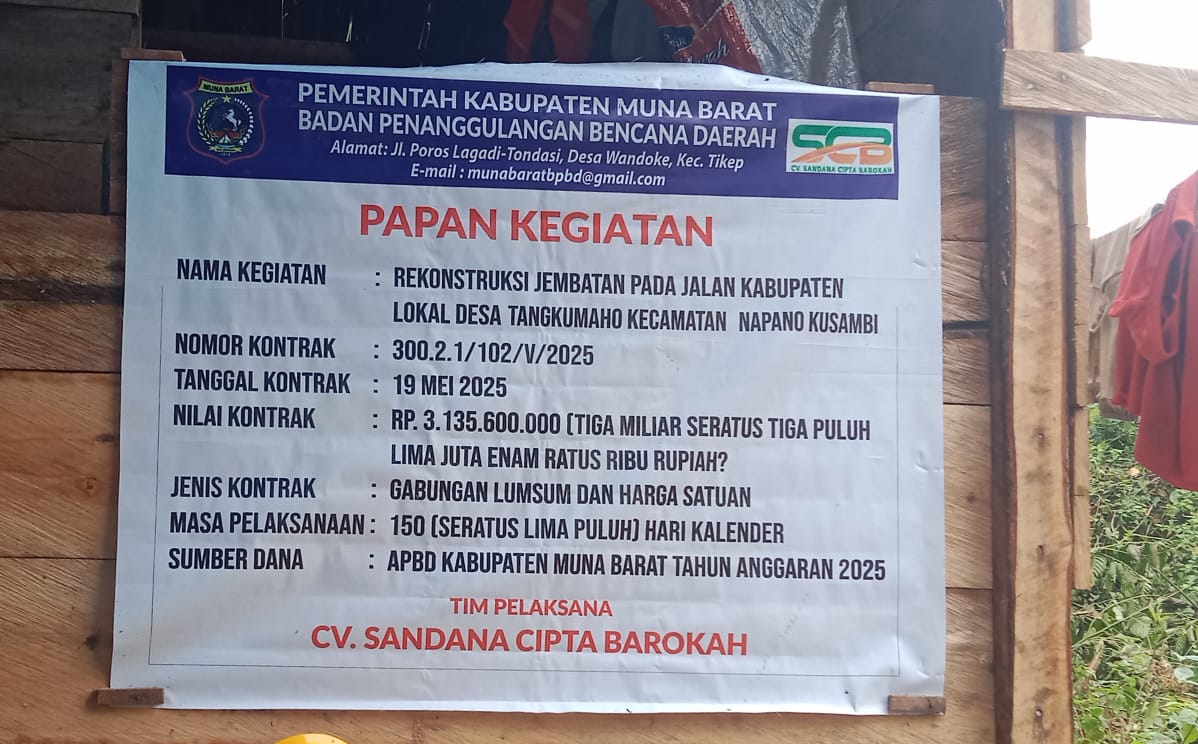 MUNA BARAT
PEMERINTAH KABUPATEN MUNA BARAT
BADAN PENANGGULANGAN BENCANA DAERAH
Alamat: Jl. Poros Lagadi-Tondasi, Desa Wandoke, Kec. Tikep
E-mail : munabaratbpbd@gmail.com
SCB
CV. SANDANA CIPTA BAROKAH
PAPAN KEGIATAN
NAMA KEGIATAN : REKONSTRUKSI JEMBATAN PADA JALAN KABUPATEN
LOKAL DESA TANGKUMAHO KECAMATAN NAPANO KUSAMBI
NOMOR KONTRAK : 300.2.1/102/V/2025
TANGGAL KONTRAK : 19 MEI 2025
NILAI KONTRAK : RP. 3.135.600.000 (TIGA MILIAR SERATUS TIGA PULUH
LIMA JUTA ENAM RATUS RIBU RUPIAH?
JENIS KONTRAK : GABUNGAN LUMSUM DAN HARGA SATUAN
MASA PELAKSANAAN : 150 (SERATUS LIMA PULUH) HARI KALENDER
SUMBER DANA : APBD KABUPATEN MUNA BARAT TAHUN ANGGARAN 2025
TIM PELAKSANA
CV. SANDANA CIPTA BAROKAH